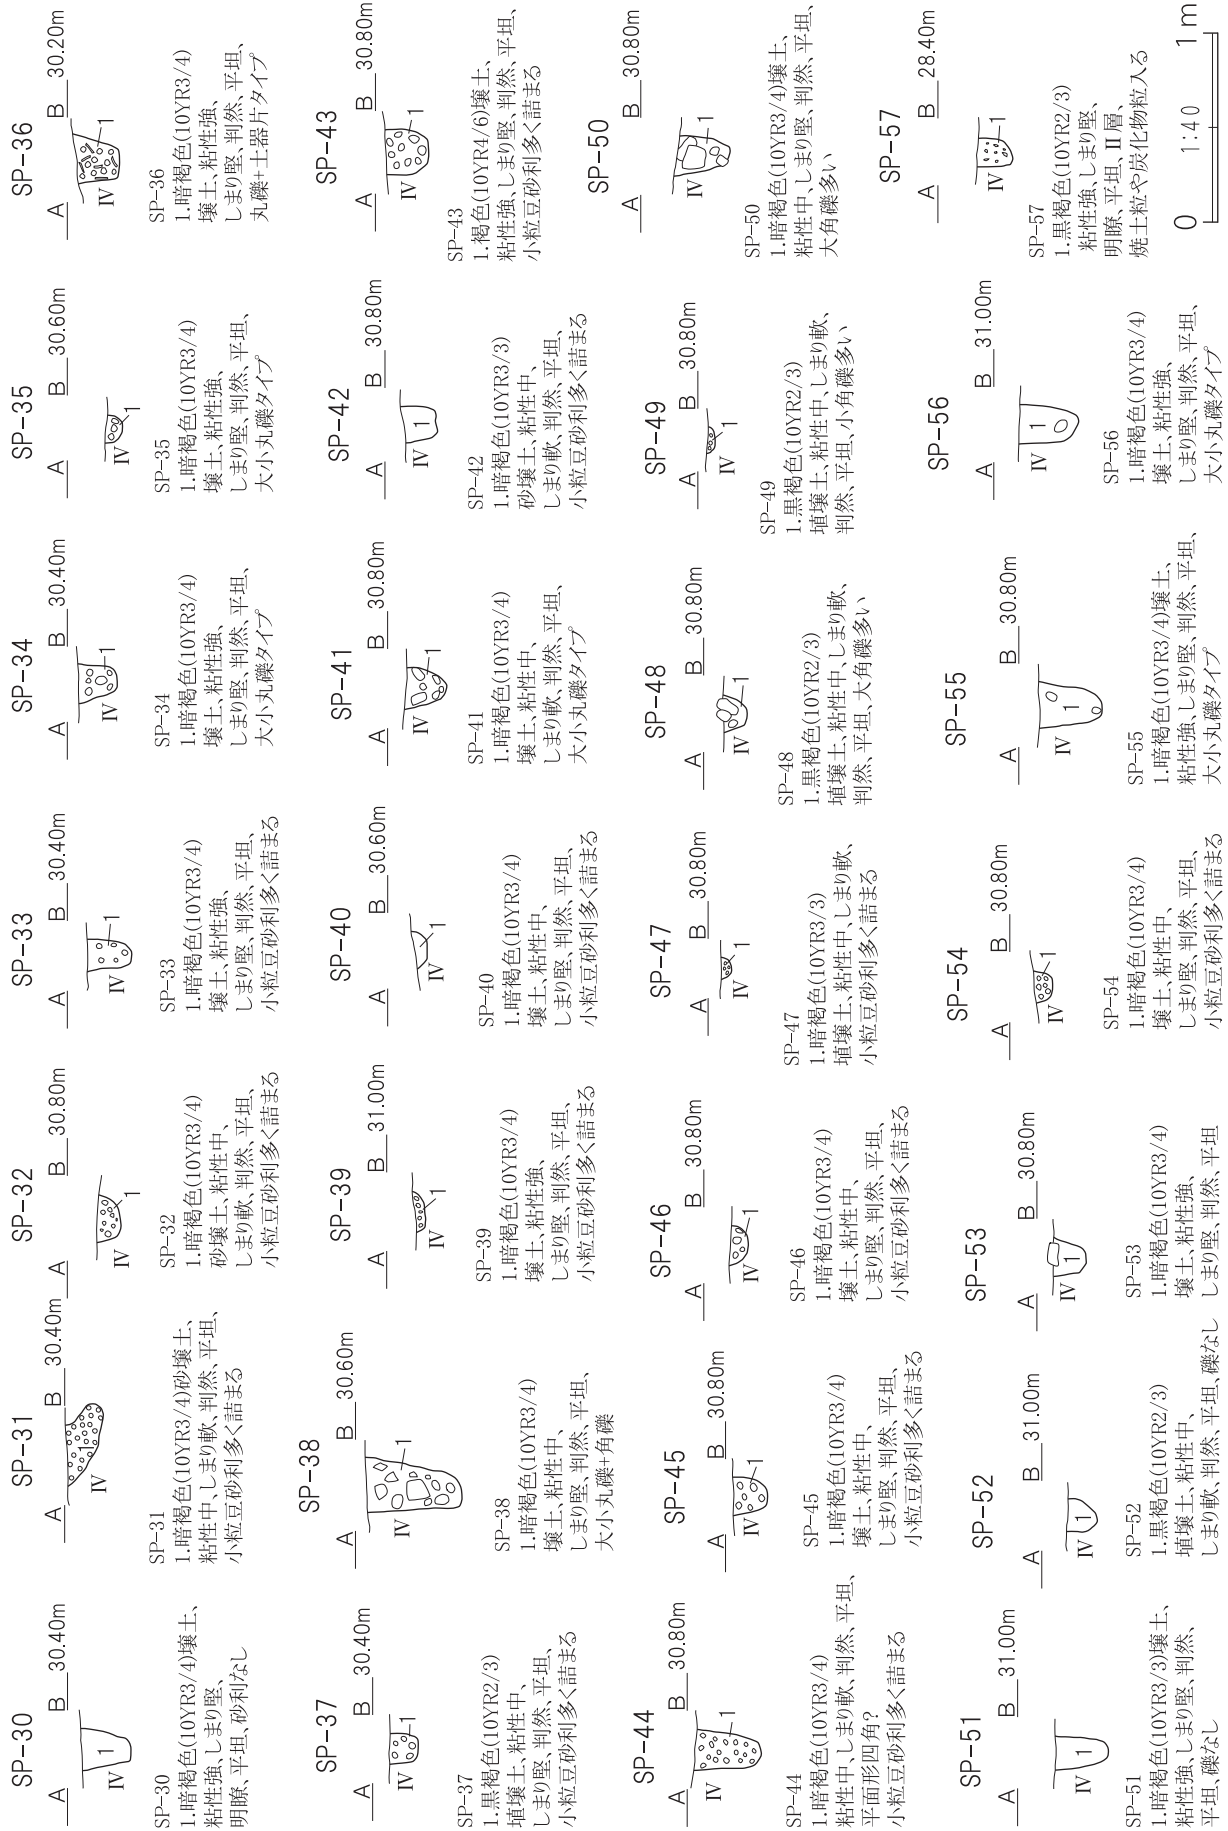 SP-30
A B 30.40m
1
IV
SP-30
1.暗褐色(10YR3/4)壌土、
粘性強、しまり堅、
明瞭、平坦、砂利なし
SP-31
A B 30.40m
1
IV
SP-31
1.暗褐色(10YR3/4)砂壌土、
粘性中、しまり軟、判然、平坦、
小粒豆砂利多く詰まる
SP-32
A B 30.80m
1
IV
SP-32
1.暗褐色(10YR3/4)
砂壌土、粘性中、
しまり軟、判然、平坦、
小粒豆砂利多く詰まる
SP-33
A B 30.40m
1
IV
SP-33
1.暗褐色(10YR3/4)
壌土、粘性強、
しまり堅、判然、平坦、
小粒豆砂利多く詰まる
SP-34
A B 30.40m
1
IV
SP-34
1.暗褐色(10YR3/4)
壌土、粘性強、
しまり堅、判然、平坦、
大小丸礫タイプ
SP-35
A B 30.60m
1
IV
SP-35
1.暗褐色(10YR3/4)
壌土、粘性強、
しまり堅、判然、平坦、
大小丸礫タイプ
SP-36
A B 30.20m
1
IV
SP-36
1.暗褐色(10YR3/4)
壌土、粘性強、
しまり堅、判然、平坦、
丸礫+土器片タイプ
SP-37
A B 30.40m
1
IV
SP-37
1.黒褐色(10YR2/3)
埴壌土、粘性中、
しまり堅、判然、平坦、
小粒豆砂利多く詰まる
SP-38
A B 30.60m
1
IV
SP-38
1.暗褐色(10YR3/4)
壌土、粘性中、
しまり堅、判然、平坦、
大小丸礫+角礫
SP-39
A B 31.00m
1
IV
SP-39
1.暗褐色(10YR3/4)
壌土、粘性強、
しまり堅、判然、平坦、
小粒豆砂利多く詰まる
SP-40
A B 30.60m
1
IV
SP-40
1.暗褐色(10YR3/4)
壌土、粘性中、
しまり堅、判然、平坦、
小粒豆砂利多く詰まる
SP-41
A B 30.80m
1
IV
SP-41
1.暗褐色(10YR3/4)
壌土、粘性中、
しまり軟、判然、平坦、
大小丸礫タイプ
SP-42
A B 30.80m
1
IV
SP-42
1.暗褐色(10YR3/3)
砂壌土、粘性中、
しまり軟、判然、平坦、
小粒豆砂利多く詰まる
SP-43
A B 30.80m
1
IV
SP-43
1.褐色(10YR4/6)壌土、
粘性強、しまり堅、判然、平坦、
小粒豆砂利多く詰まる
SP-44
A B 30.80m
1
IV
SP-44
1.暗褐色(10YR3/4)
粘性中、しまり軟、判然、平坦、
平面形四角?
小粒豆砂利多く詰まる
SP-45
A B 30.80m
1
IV
SP-45
1.暗褐色(10YR3/4)
壌土、粘性中、
しまり堅、判然、平坦、
小粒豆砂利多く詰まる
SP-46
A B 30.80m
1
IV
SP-46
1.暗褐色(10YR3/4)
壌土、粘性中、
しまり堅、判然、平坦、
小粒豆砂利多く詰まる
SP-47
A B 30.80m
1
IV
SP-47
1.暗褐色(10YR3/3)
埴壌土、粘性中、しまり軟、
判然、平坦、
小粒豆砂利多く詰まる
SP-48
A B 30.80m
1
IV
SP-48
1.黒褐色(10YR2/3)
埴壌土、粘性中、しまり軟、
判然、平坦、大角礫多い
SP-49
A B 30.80m
1
IV
SP-49
1.黒褐色(10YR2/3)
埴壌土、粘性中、しまり軟、
判然、平坦、小角礫多い
SP-50
A B 30.80m
1
IV
SP-50
1.暗褐色(10YR3/4)壌土、
粘性中、しまり堅、判然、平坦、
大角礫多い
SP-51
A B 31.00m
1
IV
SP-51
1.暗褐色(10YR3/3)壌土、
粘性強、しまり堅、判然、
平坦、礫なし
SP-52
A B 31.00m
1
IV
SP-52
1.黒褐色(10YR2/3)
埴壌土、粘性中、
しまり軟、判然、平坦、礫なし
SP-53
A B 30.80m
1
IV
SP-53
1.暗褐色(10YR3/4)
壌土、粘性強、
しまり堅、判然、平坦
SP-54
A B 30.80m
IV
SP-54
1.暗褐色(10YR3/4)
壌土、粘性中、
しまり堅、判然、平坦、
小粒豆砂利多く詰まる
SP-55
A B 30.80m
1
IV
SP-55
1.暗褐色(10YR3/4)壌土、
粘性強、しまり堅、判然、平坦、
大小丸礫タイプ
SP-56
A B 31.00m
1
IV
SP-56
1.暗褐色(10YR3/4)
壌土、粘性強、
しまり堅、判然、平坦、
大小丸礫タイプ
SP-57
A B 28.40m
1
IV
SP-57
1.黒褐色(10YR2/3)
粘性強、しまり堅
明瞭、平坦、II層、
焼土粒や炭化物粒入る
0 1:40 1m